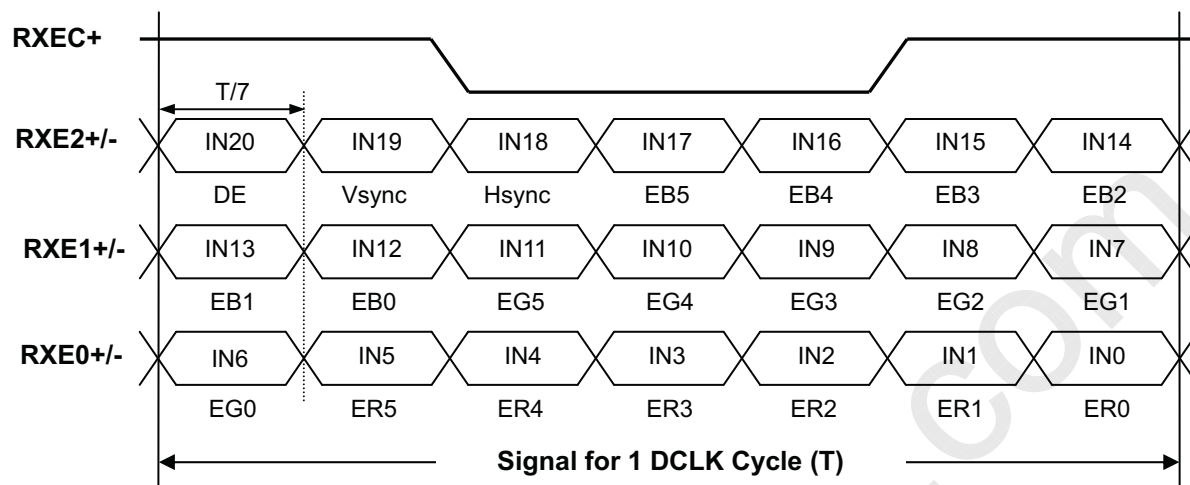 RXEC+
T/7
RXE2+/- IN20 IN19 IN18 IN17 IN16 IN15 IN14
DE Vsync Hsync EB5 EB4 EB3 EB2
RXE1+/- IN13 IN12 IN11 IN10 IN9 IN8 IN7
EB1 EB0 EG5 EG4 EG3 EG2 EG1
RXE0+/- IN6 IN5 IN4 IN3 IN2 IN1 IN0
EG0 ER5 ER4 ER3 ER2 ER1 ER0
Signal for 1 DCLK Cycle (T)
com